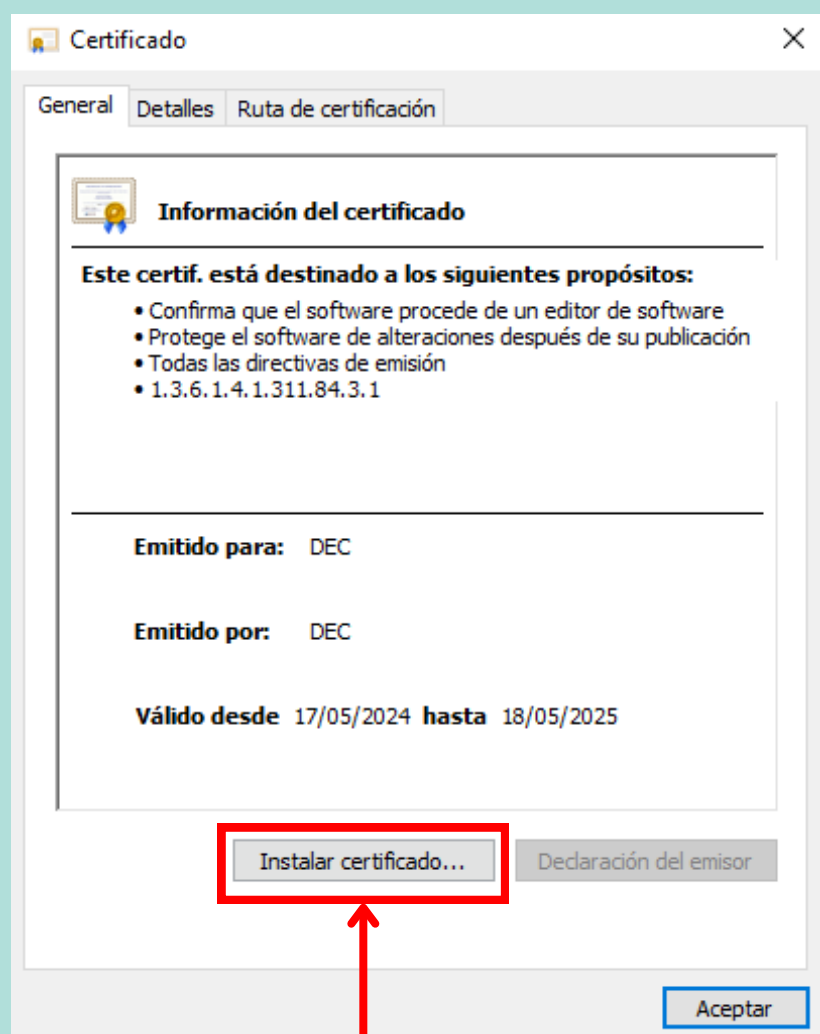 Certificado
General Detalles Ruta de certificación
Información del certificado
Este certif. está destinado a los siguientes propósitos:
• Confirma que el software procede de un editor de software
• Protege el software de alteraciones después de su publicación
• Todas las directivas de emisión
• 1.3.6.1.4.1.311.84.3.1
Emitido para: DEC
Emitido por: DEC
Válido desde 17/05/2024 hasta 18/05/2025
Instalar certificado... Declaración del emisor
Aceptar